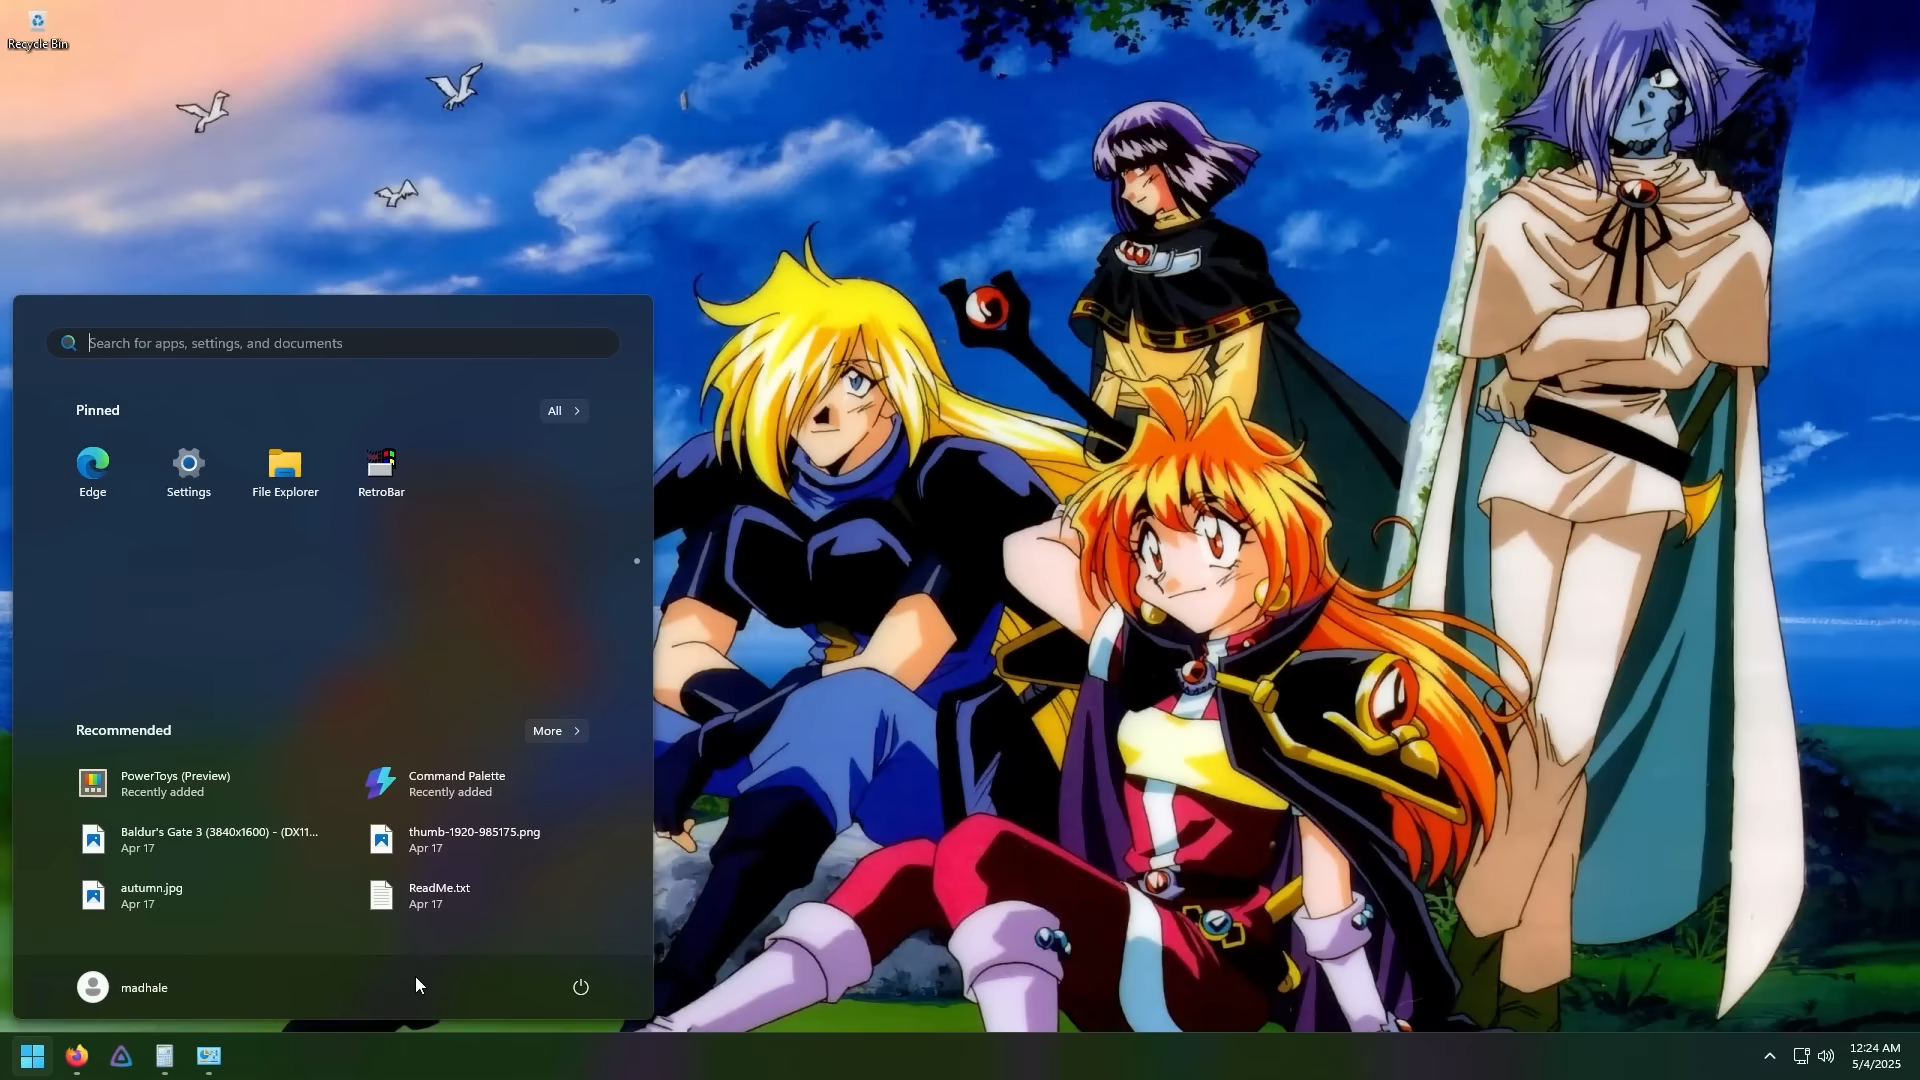 Recycle Bin
Search for apps, settings, and documents
Pinned
All
Edge
Settings
File Explorer
RetroBar
Recommended
More
PowerToys (Preview)
Recently added
Command Palette
Recently added
Baldur's Gate 3 (3840x1600) - (DX11...
Apr 17
thumb-1920-985175.png
Apr 17
autumn.jpg
Apr 17
ReadMe.txt
Apr 17
madhale
12:24 AM
5/4/2025